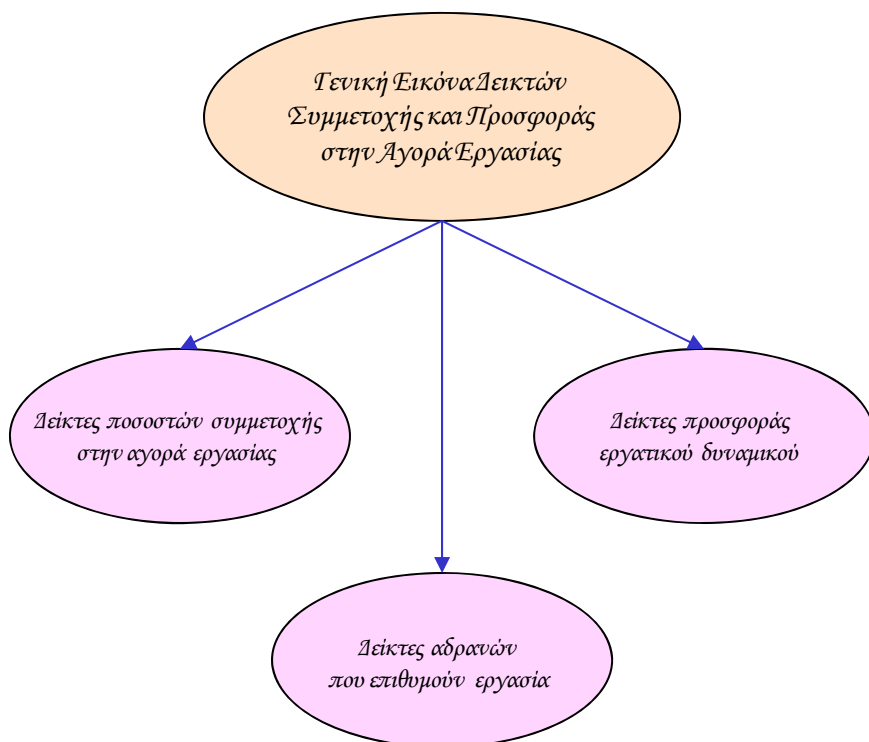 Γενική Εικόνα Δεικτών
Συμμετοχής και Προσφοράς
στην Αγορά Εργασίας
Δείκτες ποσοστών συμμετοχής
στην αγορά εργασίας
Δείκτες προσφοράς
εργατικού δυναμικού
Δείκτες αδρανών
που επιθυμούν εργασία